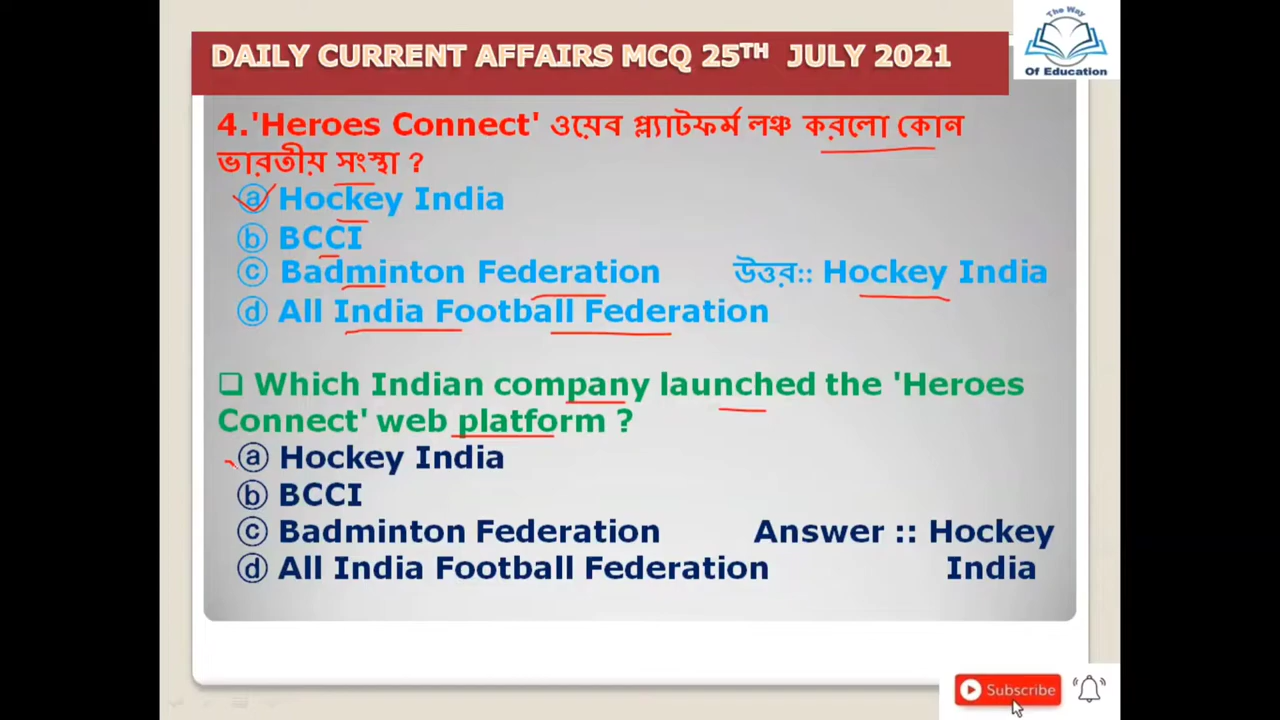 The Way
Of Education
DAILY CURRENT AFFAIRS MCQ 25TH JULY 2021
4.'Heroes Connect' ওয়েব প্ল্যাটফর্ম লঞ্চ করলো কোন
ভারতীয় সংস্থা ?
ⓐ Hockey India
ⓑ BCCI
ⓒ Badminton Federation উত্তর:: Hockey India
ⓓ All India Football Federation
❑ Which Indian company launched the 'Heroes
Connect' web platform ?
ⓐ Hockey India
ⓑ BCCI
ⓒ Badminton Federation Answer :: Hockey
ⓓ All India Football Federation India
Subscribe